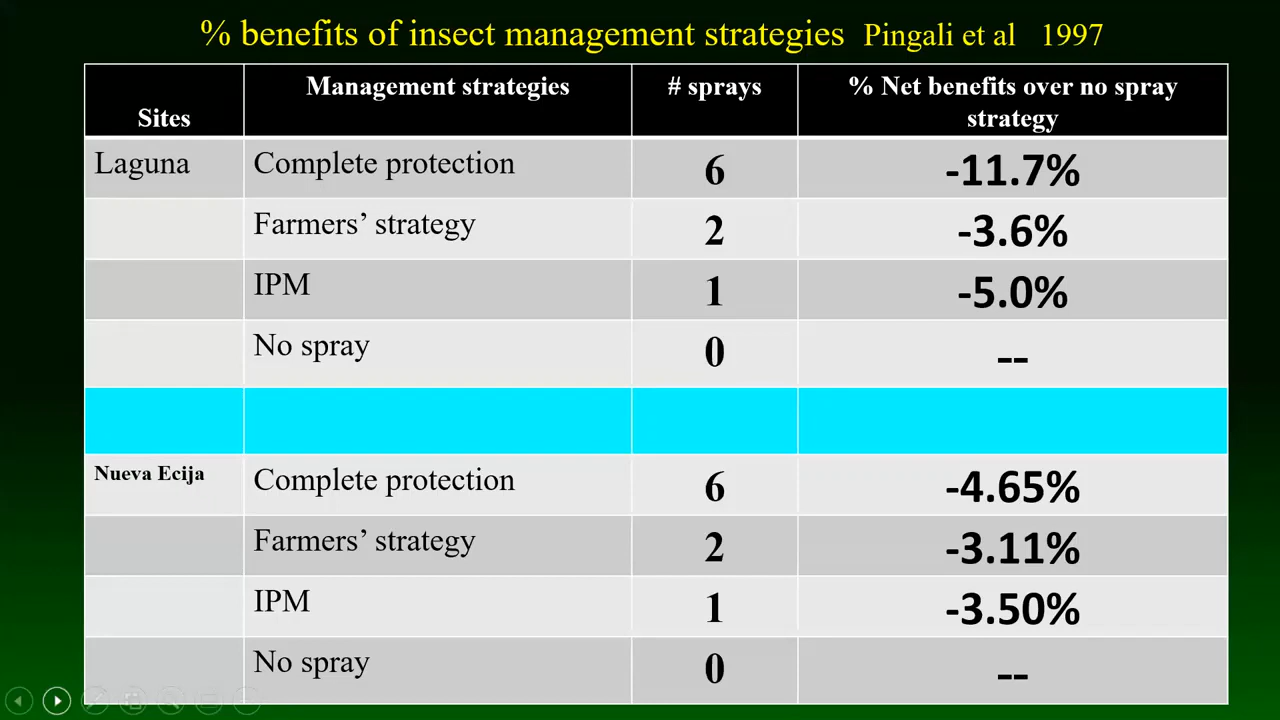 % benefits of insect management strategies Pingali et al 1997
Sites Management strategies # sprays % Net benefits over no spray strategy
Laguna Complete protection 6 -11.7%
Farmers’ strategy 2 -3.6%
IPM 1 -5.0%
No spray 0 --
Nueva Ecija Complete protection 6 -4.65%
Farmers’ strategy 2 -3.11%
IPM 1 -3.50%
No spray 0 --